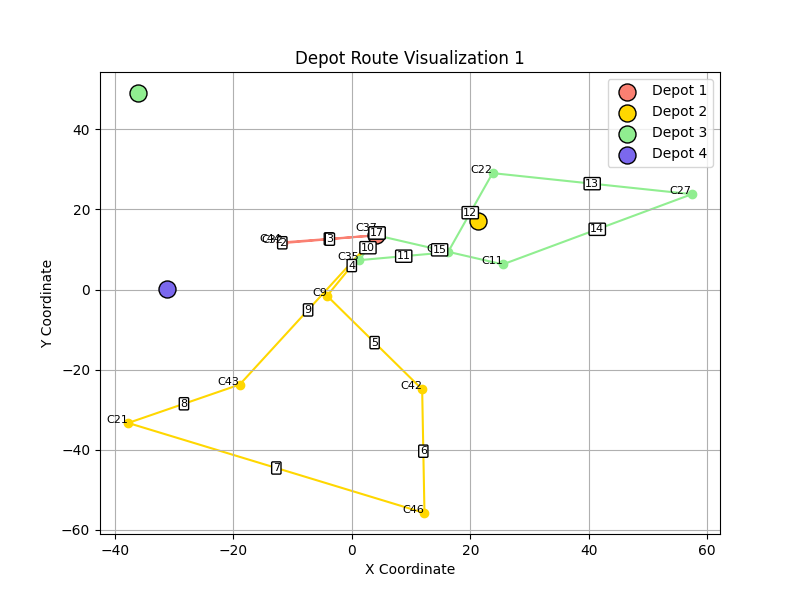 Depot Route Visualization 1
Depot 1
Depot 2
Depot 3
Depot 4
40
20
0
−20
−40
−60
−40
−20
0
20
40
60
X Coordinate
Y Coordinate
C22
13
C27
12
14
C37
17
2
3
10
15
11
C11
C35
4
C9
9
5
C43
C42
8
C21
6
7
C46